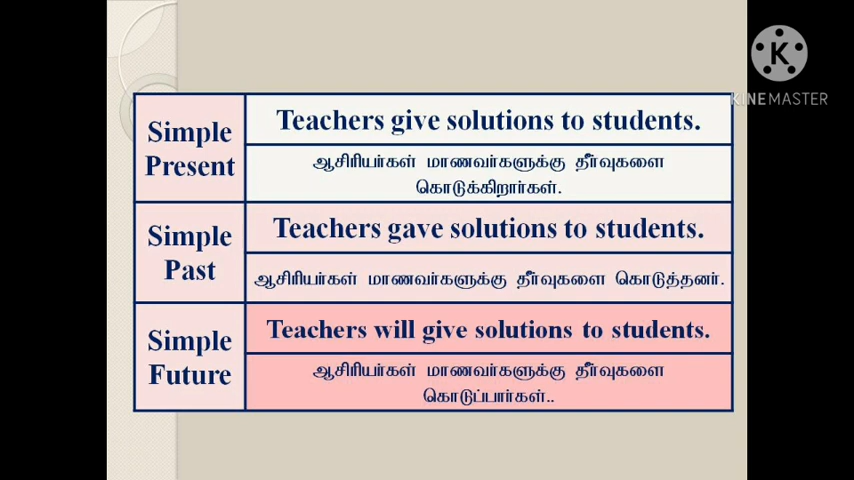 K
KINEMASTER
Simple
Present
Teachers give solutions to students.
ஆசிரியர்கள் மாணவர்களுக்கு தீர்வுகளை
கொடுக்கிறார்கள்.
Simple
Past
Teachers gave solutions to students.
ஆசிரியர்கள் மாணவர்களுக்கு தீர்வுகளை கொடுத்தனர்.
Simple
Future
Teachers will give solutions to students.
ஆசிரியர்கள் மாணவர்களுக்கு தீர்வுகளை
கொடுப்பார்கள்..